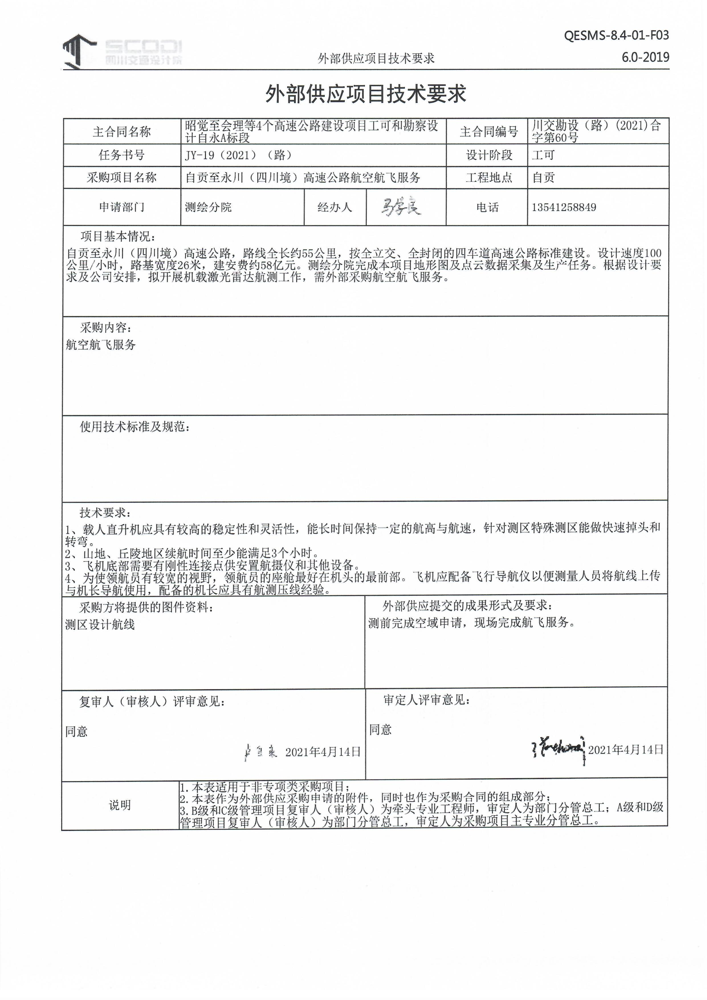 QESMS-8.4-01-F03
SCODI
四川交通设计院
外部供应项目技术要求
6.0-2019
外部供应项目技术要求
主合同名称
昭觉至会理等4个高速公路建设项目工可和勘察设
计自永A标段
主合同编号
川交勘设（路）(2021)合
字第60号
任务书号
JY-19（2021）（路）
设计阶段
工可
采购项目名称
自贡至永川（四川境）高速公路航空航飞服务
工程地点
自贡
申请部门
测绘分院
经办人
马学良
电话
13541258849
项目基本情况：
自贡至永川（四川境）高速公路，路线全长约55公里，按全立交、全封闭的四车道高速公路标准建设。设计速度100
公里/小时，路基宽度26米，建安费约58亿元。测绘分院完成本项目地形图及点云数据采集及生产任务。根据设计要
求及公司安排，拟开展机载激光雷达航测工作，需外部采购航空航飞服务。
采购内容：
航空航飞服务
使用技术标准及规范：
技术要求：
1、载人直升机应具有较高的稳定性和灵活性，能长时间保持一定的航高与航速，针对测区特殊测区能做快速掉头和
转弯。
2、山地、丘陵地区续航时间至少能满足3个小时。
3、飞机底部需要有刚性连接点供安置航摄仪和其他设备。
4、为使领航员有较宽的视野，领航员的座舱最好在机头的最前部。飞机应配备飞行导航仪以便测量人员将航线上传
与机长导航使用，配备的机长应具有航测压线经验。
采购方将提供的图件资料：
测区设计航线
外部供应提交的成果形式及要求：
测前完成空域申请，现场完成航飞服务。
复审人（审核人）评审意见：
同意
2021年4月14日
审定人评审意见：
同意
2021年4月14日
说明
1.本表适用于非专项类采购项目；
2.本表作为外部供应采购申请的附件，同时也作为采购合同的组成部分；
3.B级和C级管理项目复审人（审核人）为牵头专业工程师，审定人为部门分管总工；A级和D级
管理项目复审人（审核人）为部门分管总工，审定人为采购项目主专业分管总工。